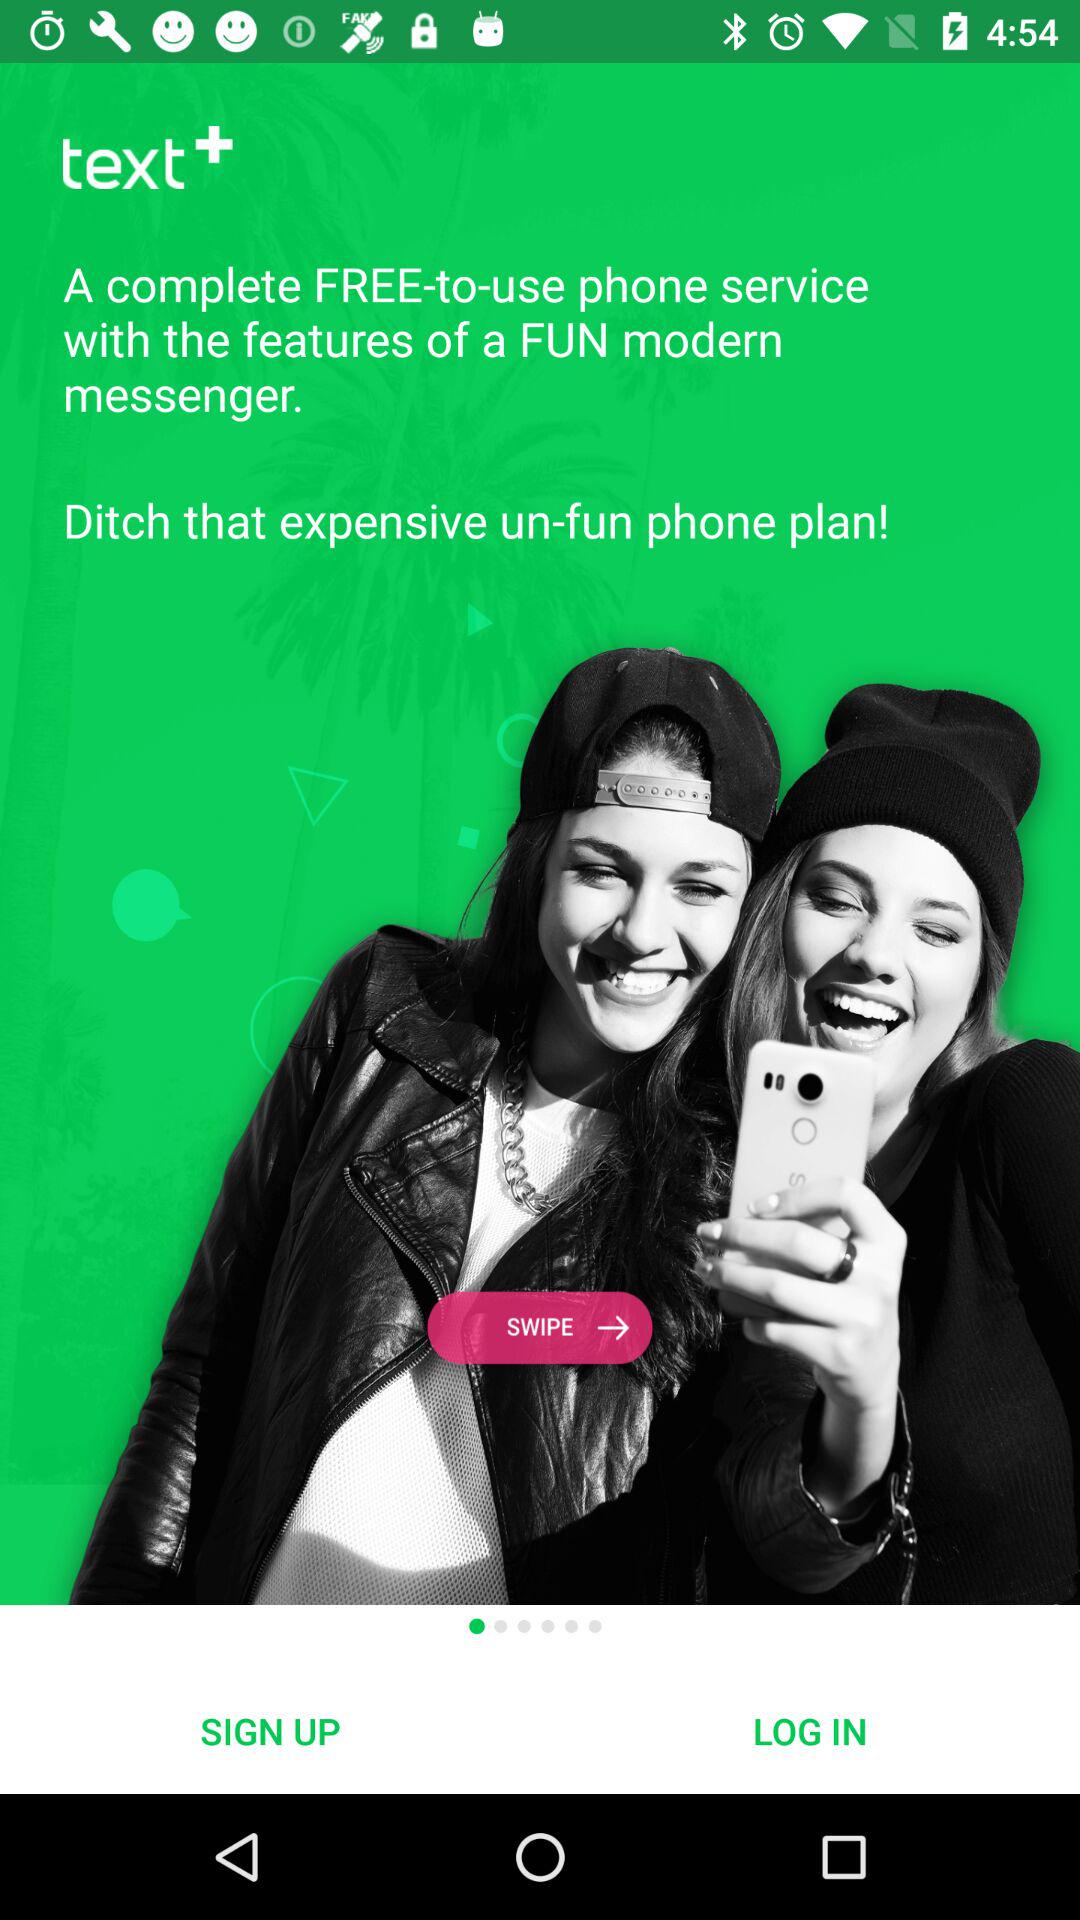 FAKE
4:54
text+
A complete FREE-to-use phone service
with the features of a FUN modern
messenger.
Ditch that expensive un-fun phone plan!
SWIPE
SIGN UP
LOG IN